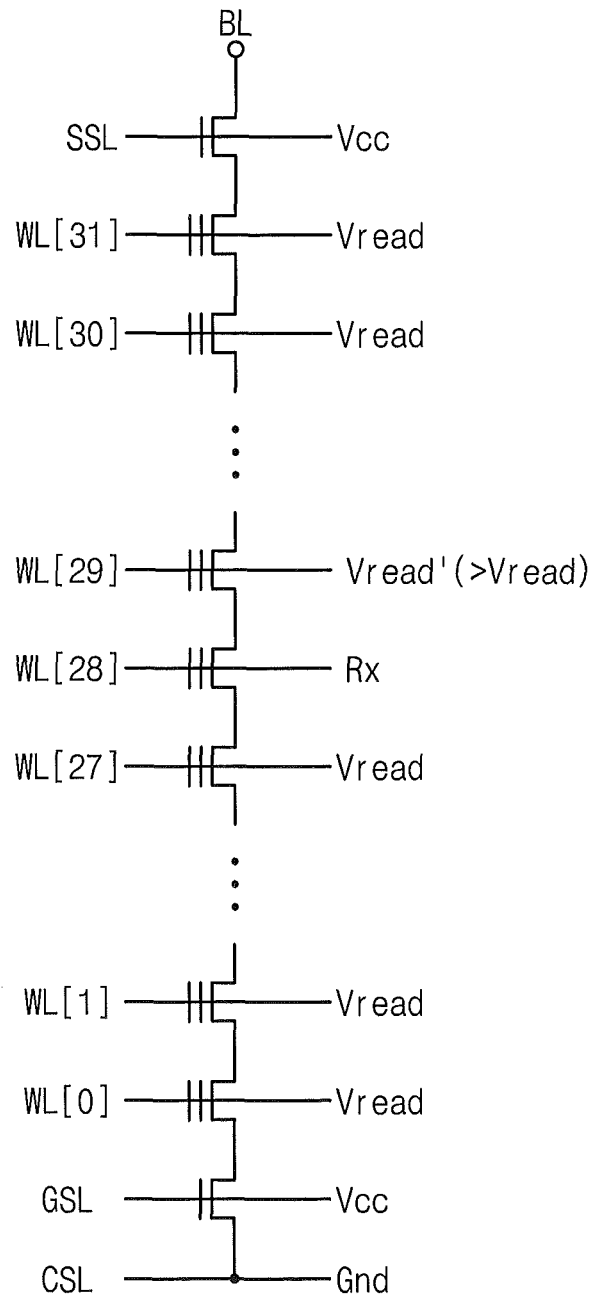 BL
SSL Vcc
WL[31] Vread
WL[30] Vread
WL[29] Vread'(>Vread)
WL[28] Rx
WL[27] Vread
WL[1] Vread
WL[0] Vread
GSL Vcc
CSL Gnd